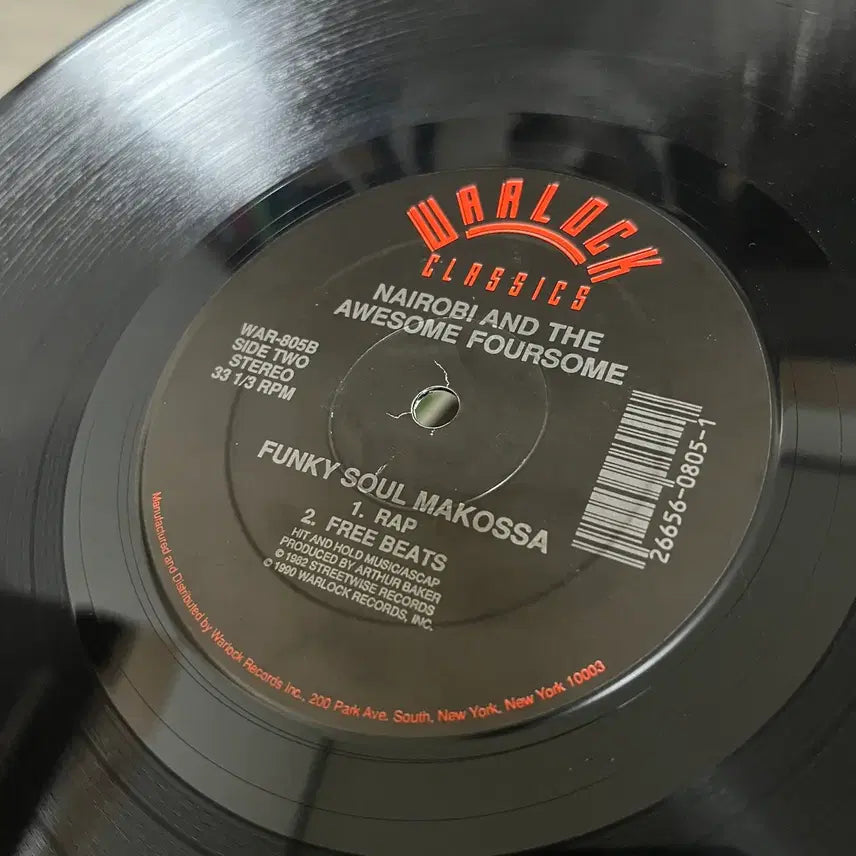 WARLOCK
CLASSICS
NAIROBI AND THE
AWESOME FOURSOME
WAR-805B
SIDE TWO
STEREO
33 1/3 RPM
26656-0805-1
FUNKY SOUL MAKOSSA
1. RAP
2. FREE BEATS
HIT AND HOLD MUSIC/ASCAP
PRODUCED BY ARTHUR BAKER
© 1982 STREETWISE RECORDS
© 1990 WARLOCK RECORDS, INC.
Manufactured and Distributed by Warlock Records Inc., 200 Park Ave. South, New York, New York 10003